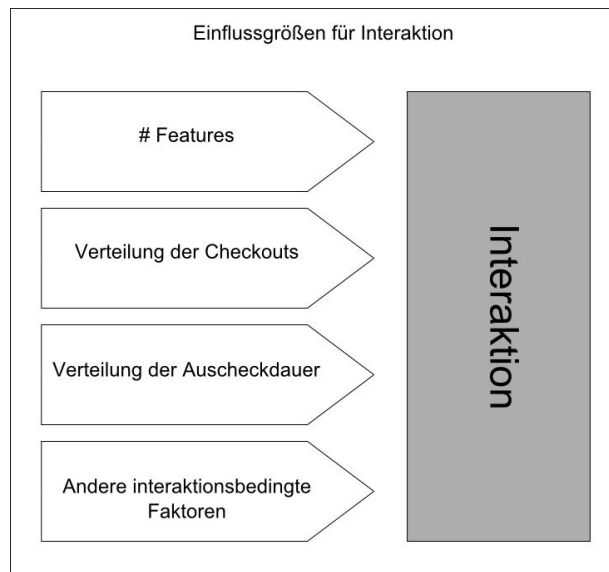 Einflussgrößen für Interaktion
# Features
Verteilung der Checkouts
Verteilung der Auscheckdauer
Andere interaktionsbedingte
Faktoren
Interaktion